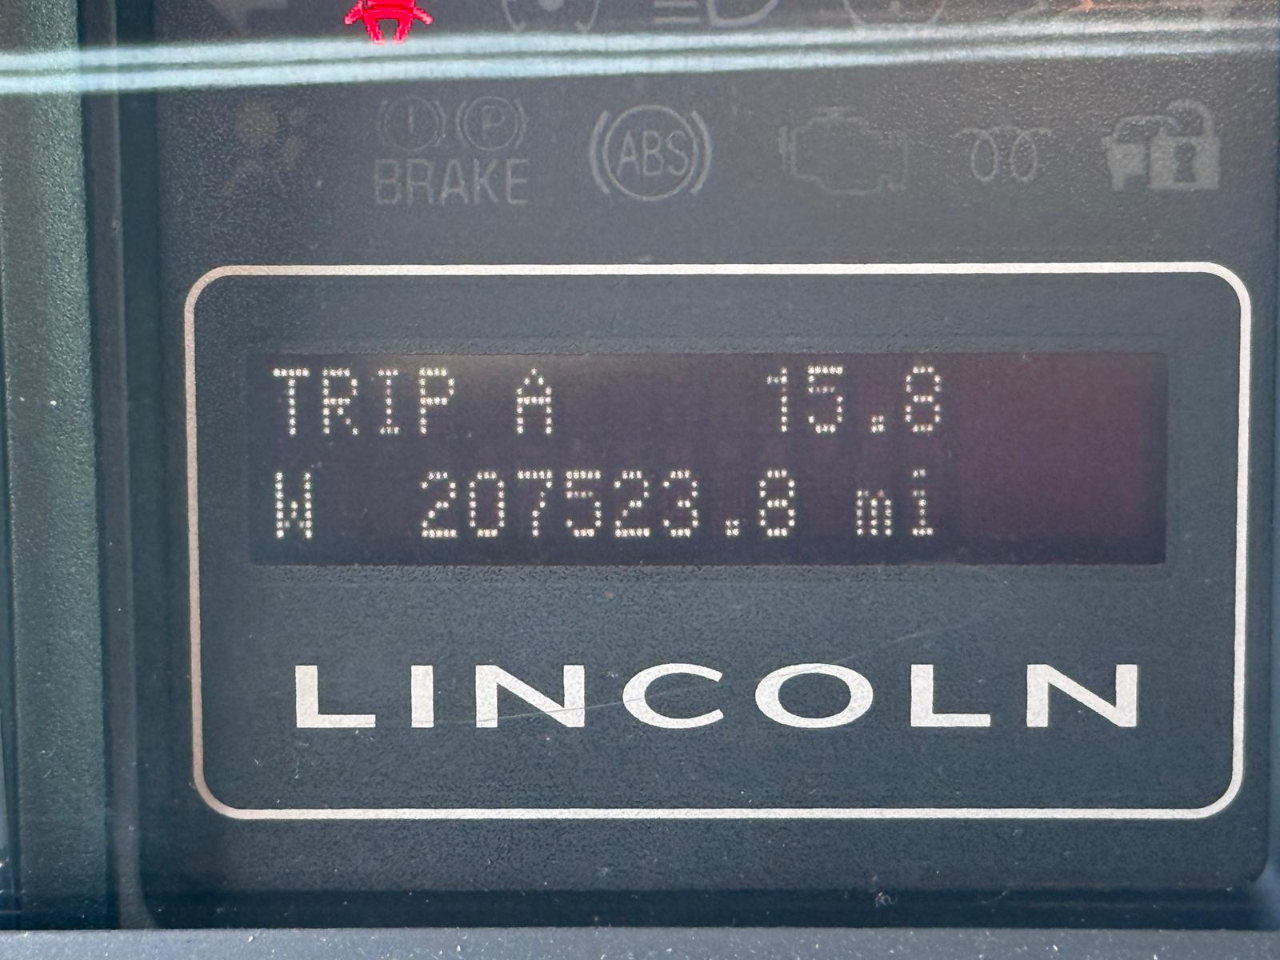 (!) (P)
BRAKE
(ABS)
TRIP A 15.8
W 207523.8 mi
LINCOLN